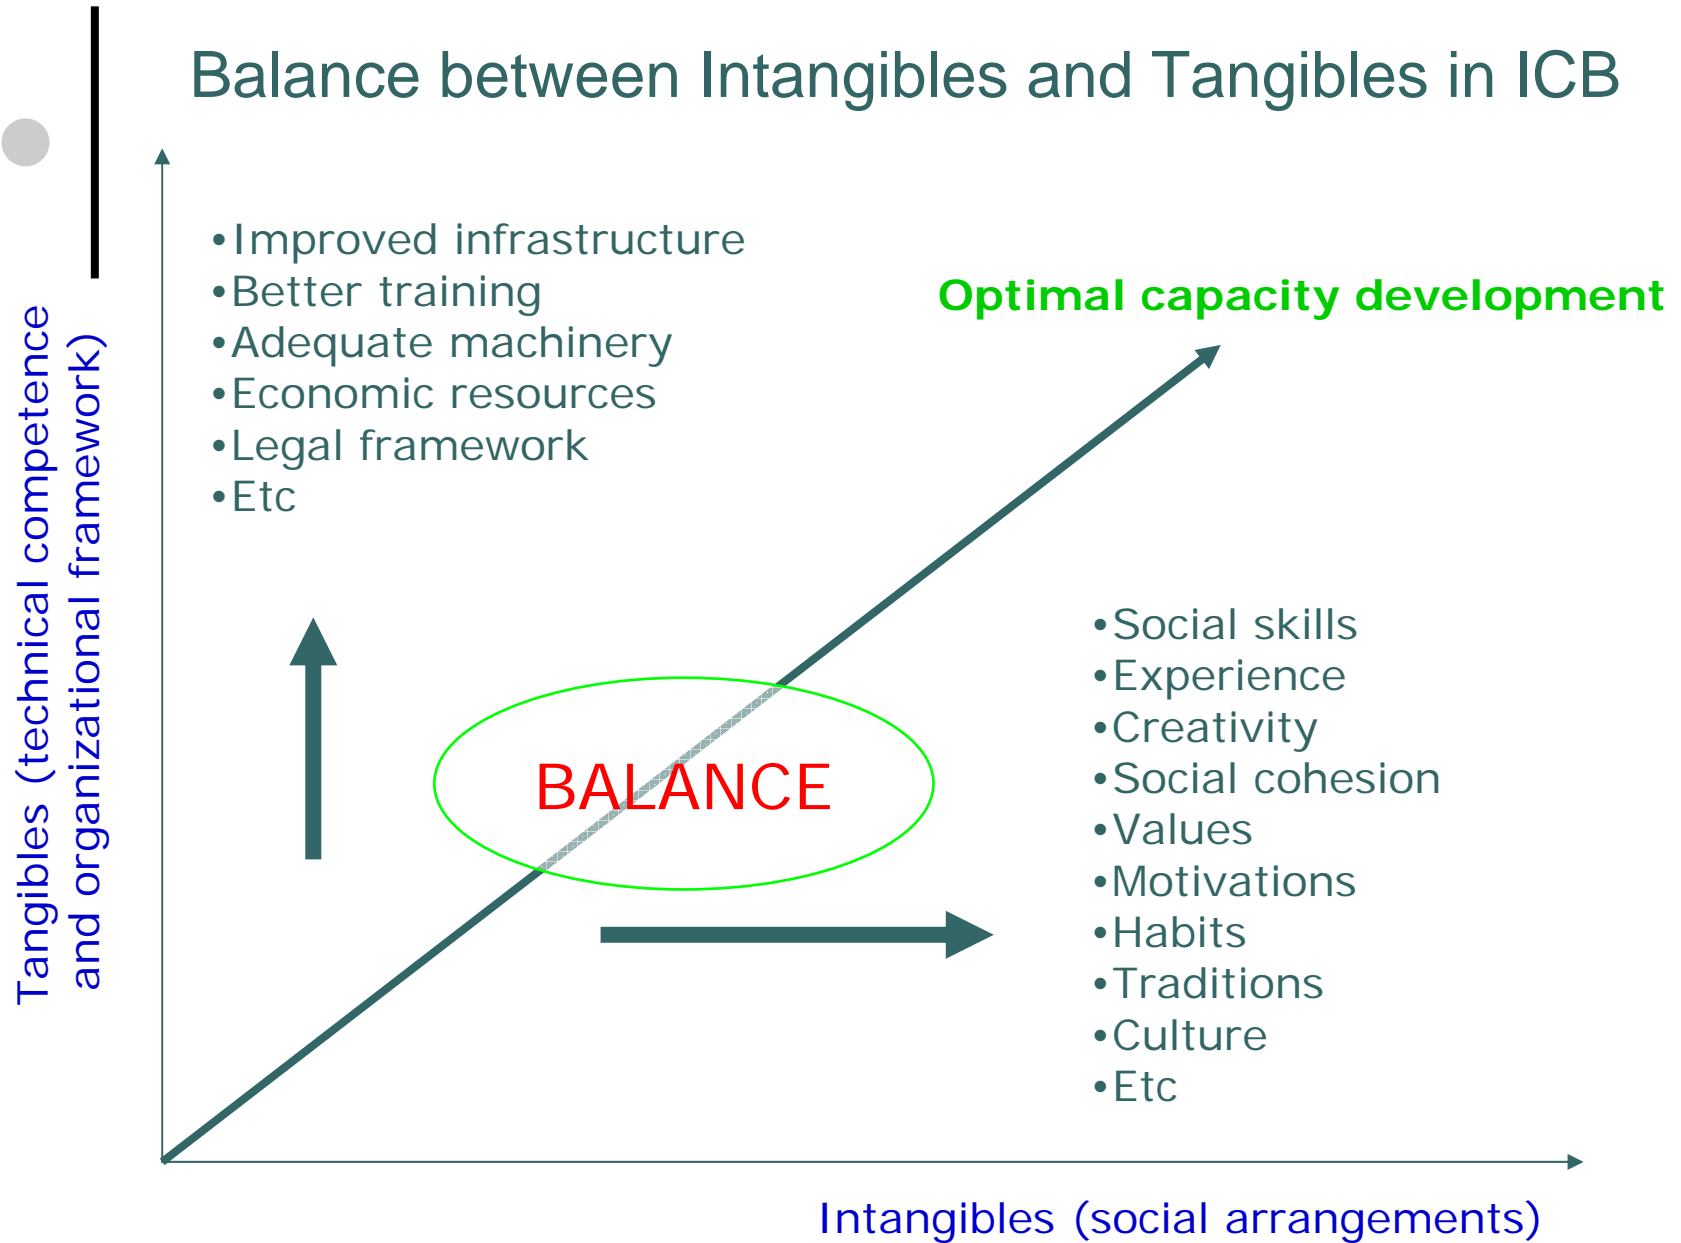 Balance between Intangibles and Tangibles in ICB
Tangibles (technical competence
and organizational framework)
•Improved infrastructure
•Better training
•Adequate machinery
•Economic resources
•Legal framework
•Etc
Optimal capacity development
BALANCE
•Social skills
•Experience
•Creativity
•Social cohesion
•Values
•Motivations
•Habits
•Traditions
•Culture
•Etc
Intangibles (social arrangements)